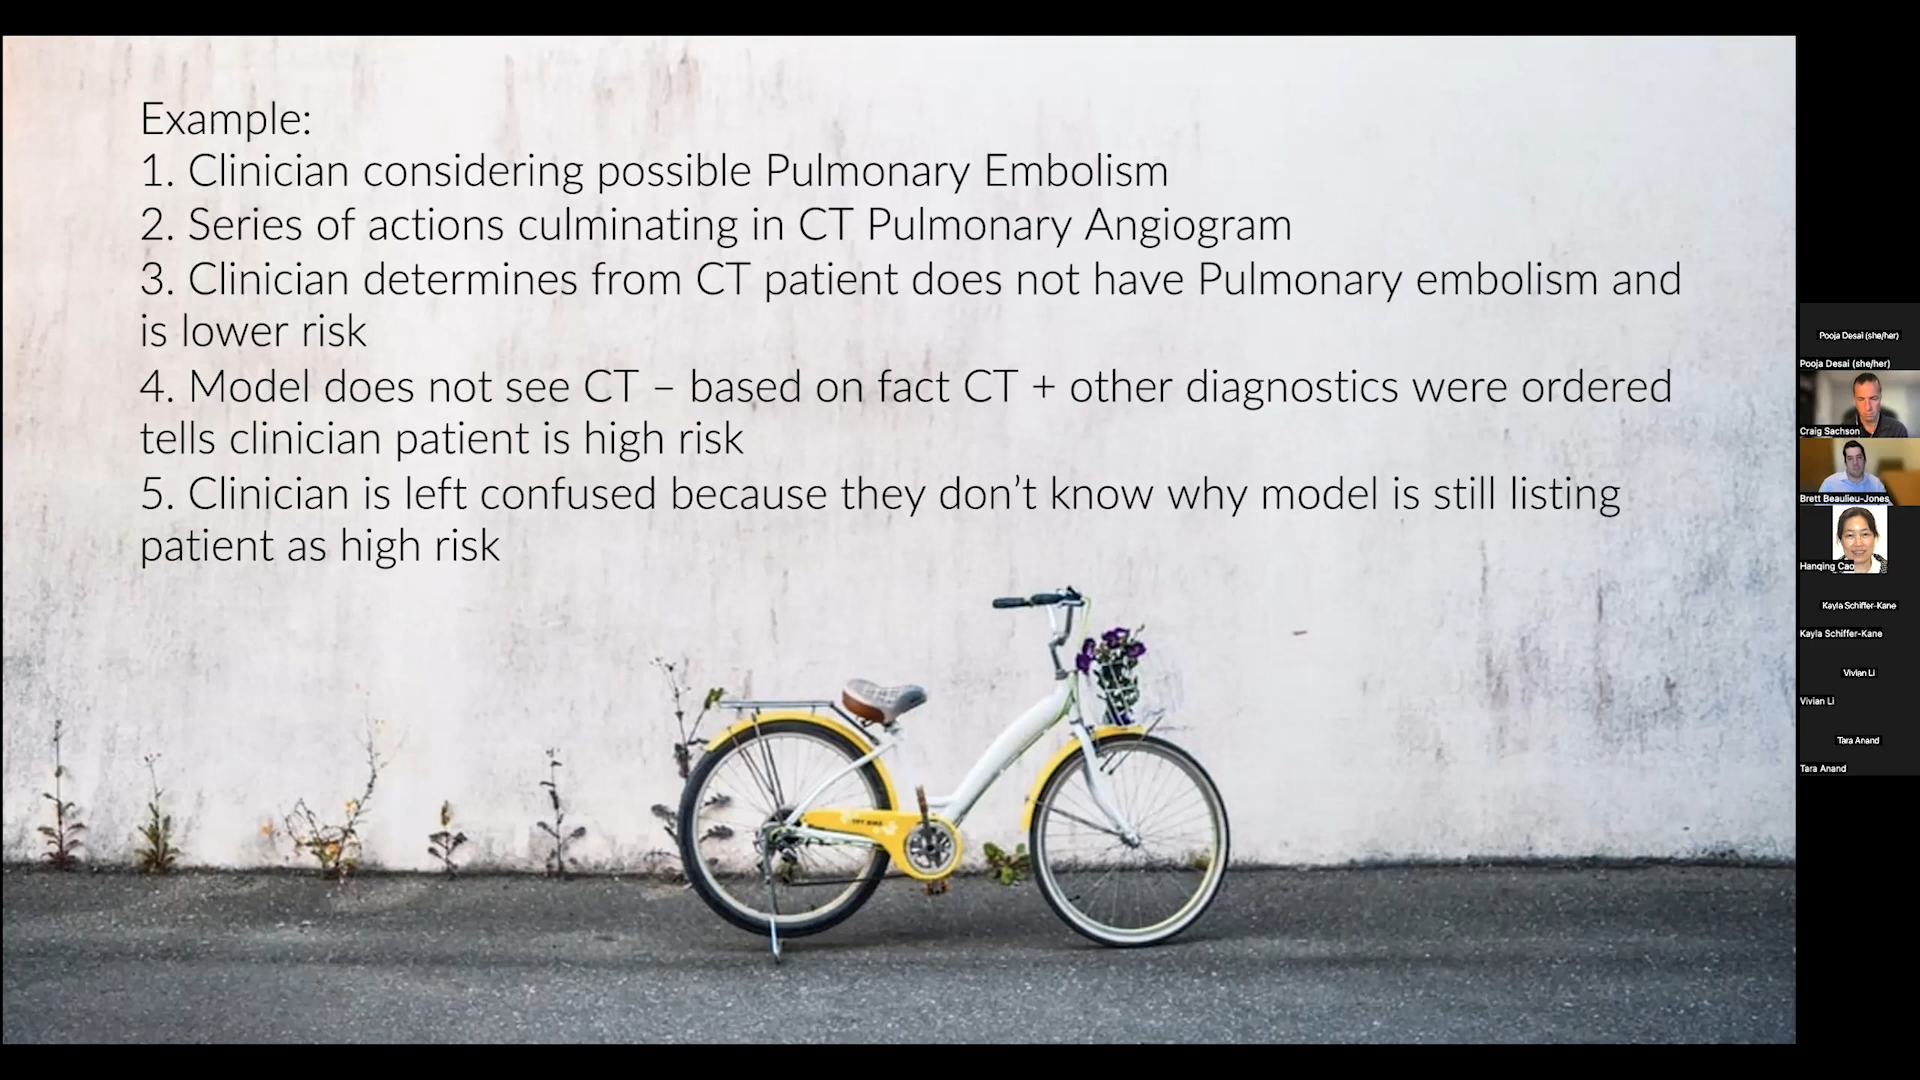 Example:
1. Clinician considering possible Pulmonary Embolism
2. Series of actions culminating in CT Pulmonary Angiogram
3. Clinician determines from CT patient does not have Pulmonary embolism and
is lower risk
4. Model does not see CT – based on fact CT + other diagnostics were ordered
tells clinician patient is high risk
5. Clinician is left confused because they don’t know why model is still listing
patient as high risk
Pooja Desai (she/her)
Pooja Desai (she/her)
Craig Sachson
Brett Beaulieu-Jones
Hanqing Cao
Kayla Schiffer-Kane
Kayla Schiffer-Kane
Vivian Li
Vivian Li
Tara Anand
Tara Anand